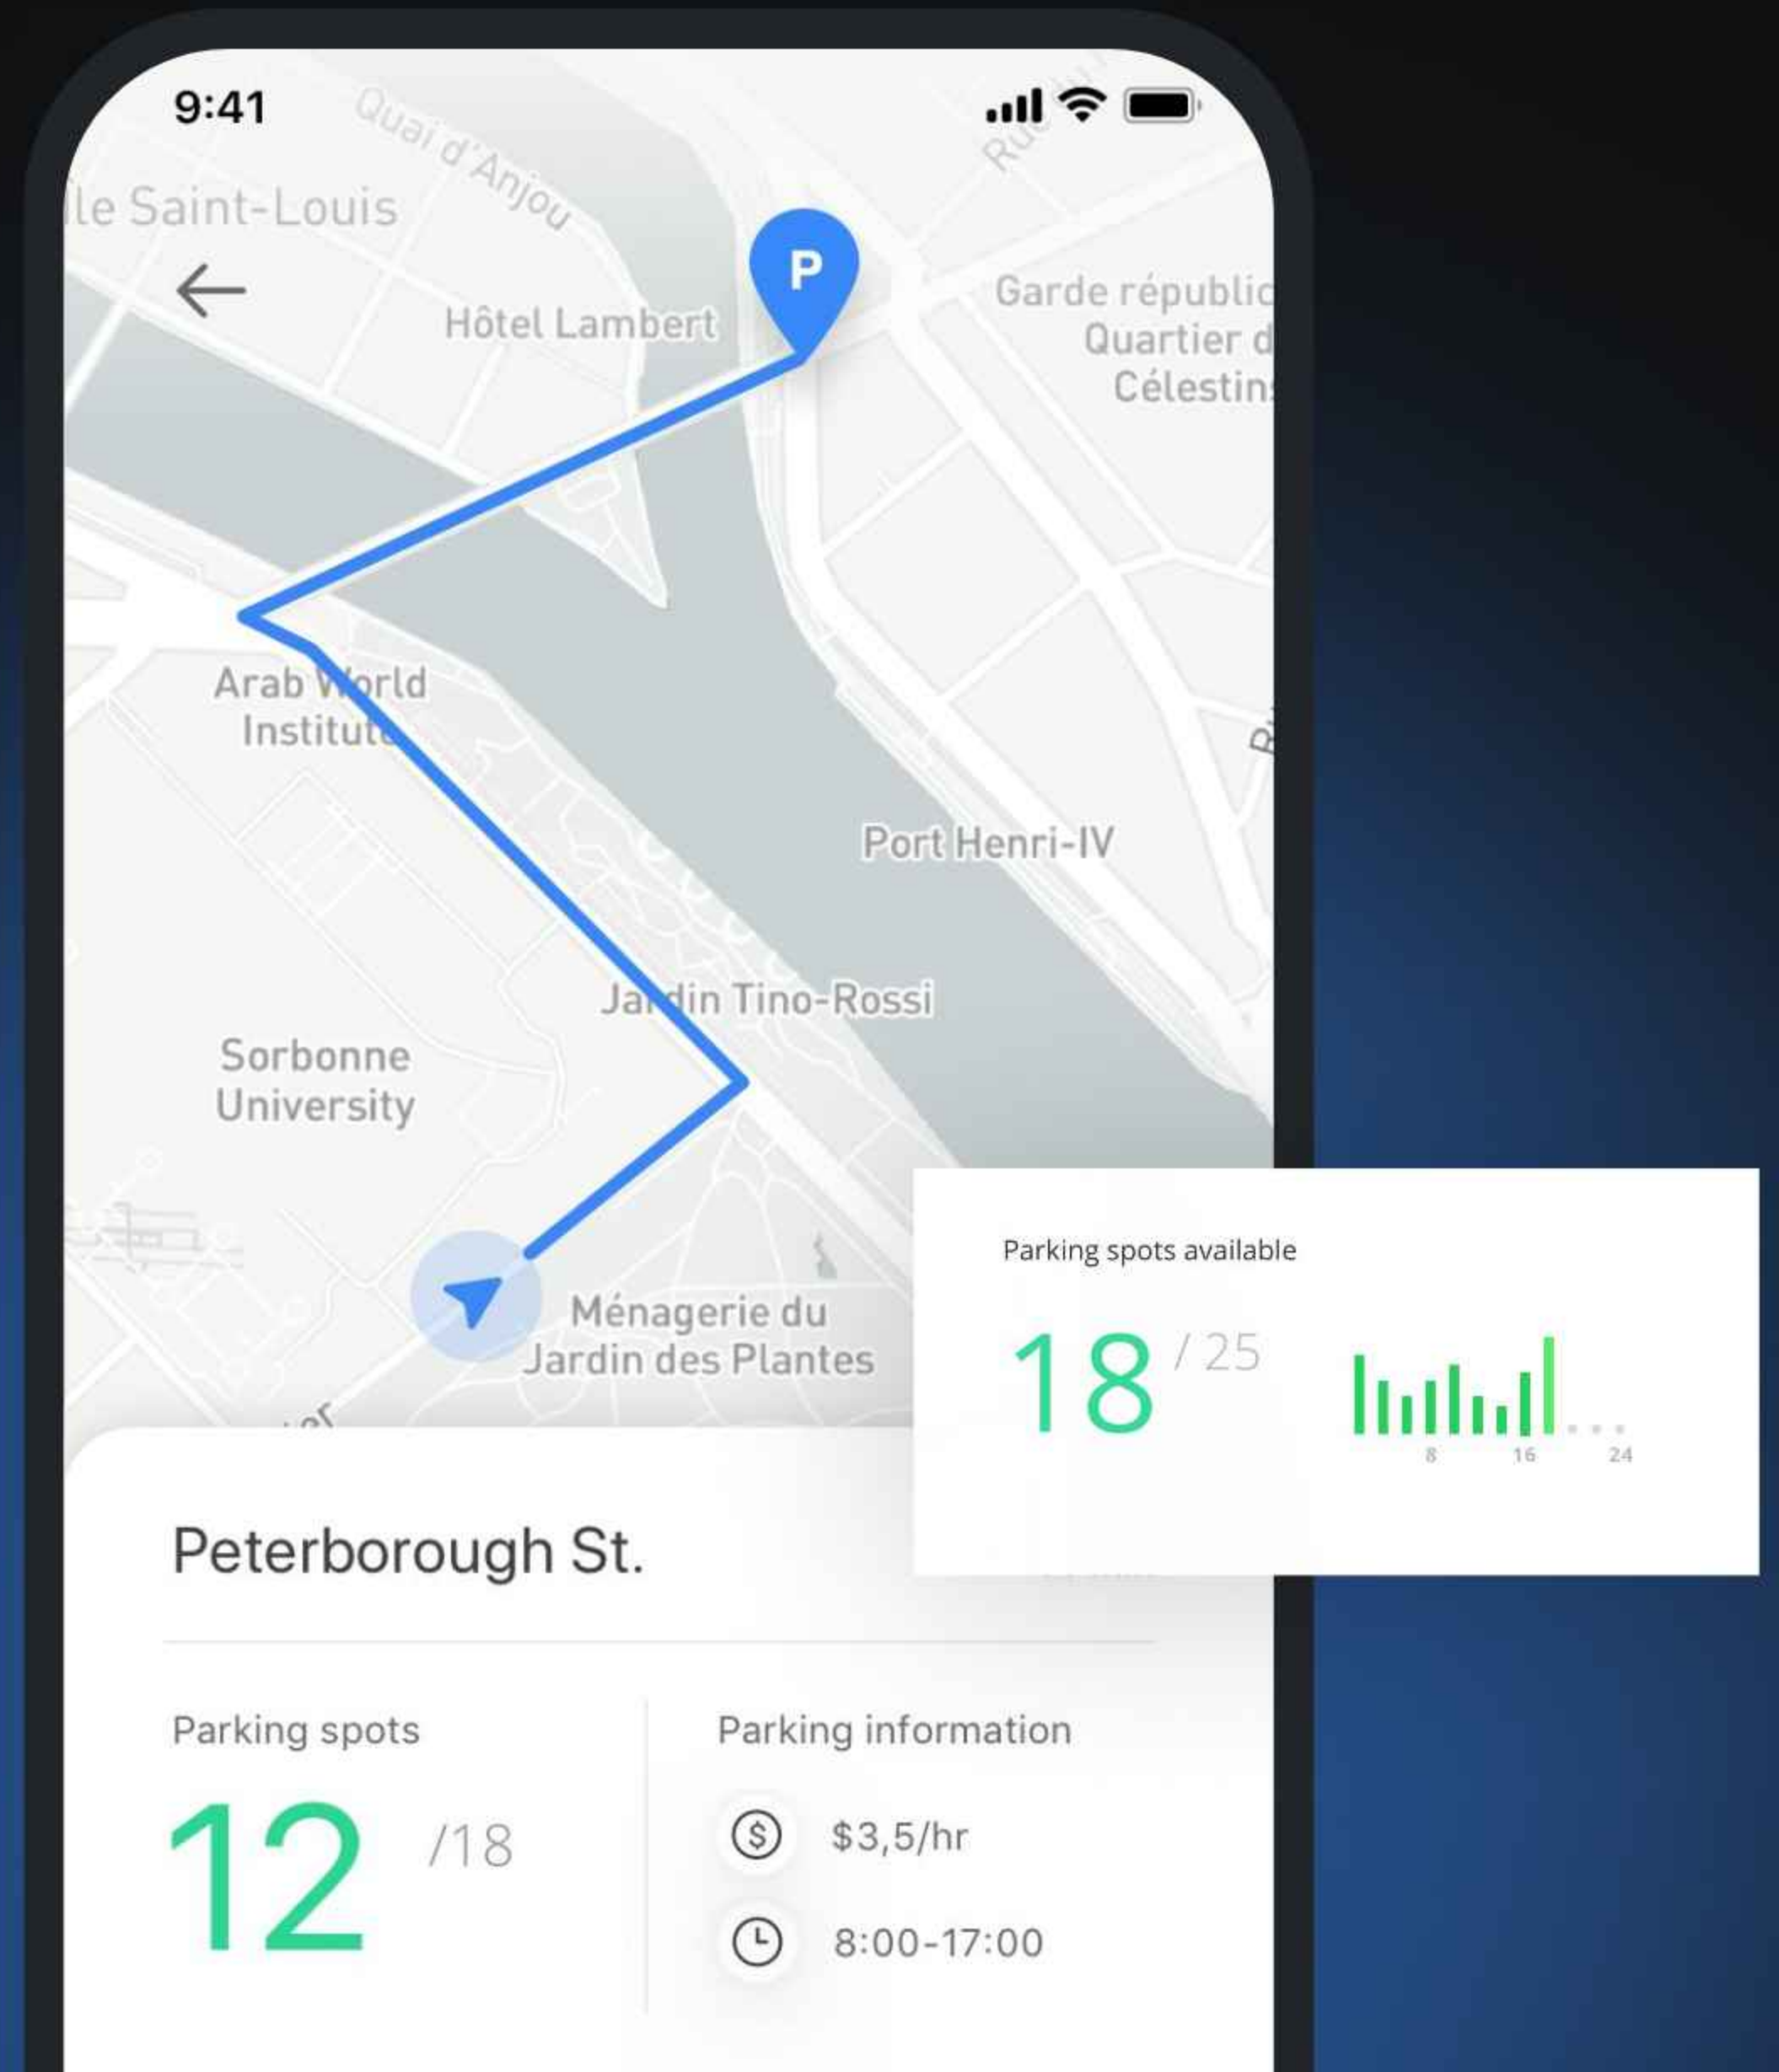 9:41
Quai d'Anjou
le Saint-Louis
P
Hôtel Lambert
Garde républic
Quartier d
Célestins
Arab World
Institute
Port Henri-IV
Jardin Tino-Rossi
Sorbonne
University
Ménagerie du
Jardin des Plantes
Parking spots available
18 / 25
8 16 24
Peterborough St.
Parking spots
12 /18
Parking information
$ $3,5/hr
8:00-17:00